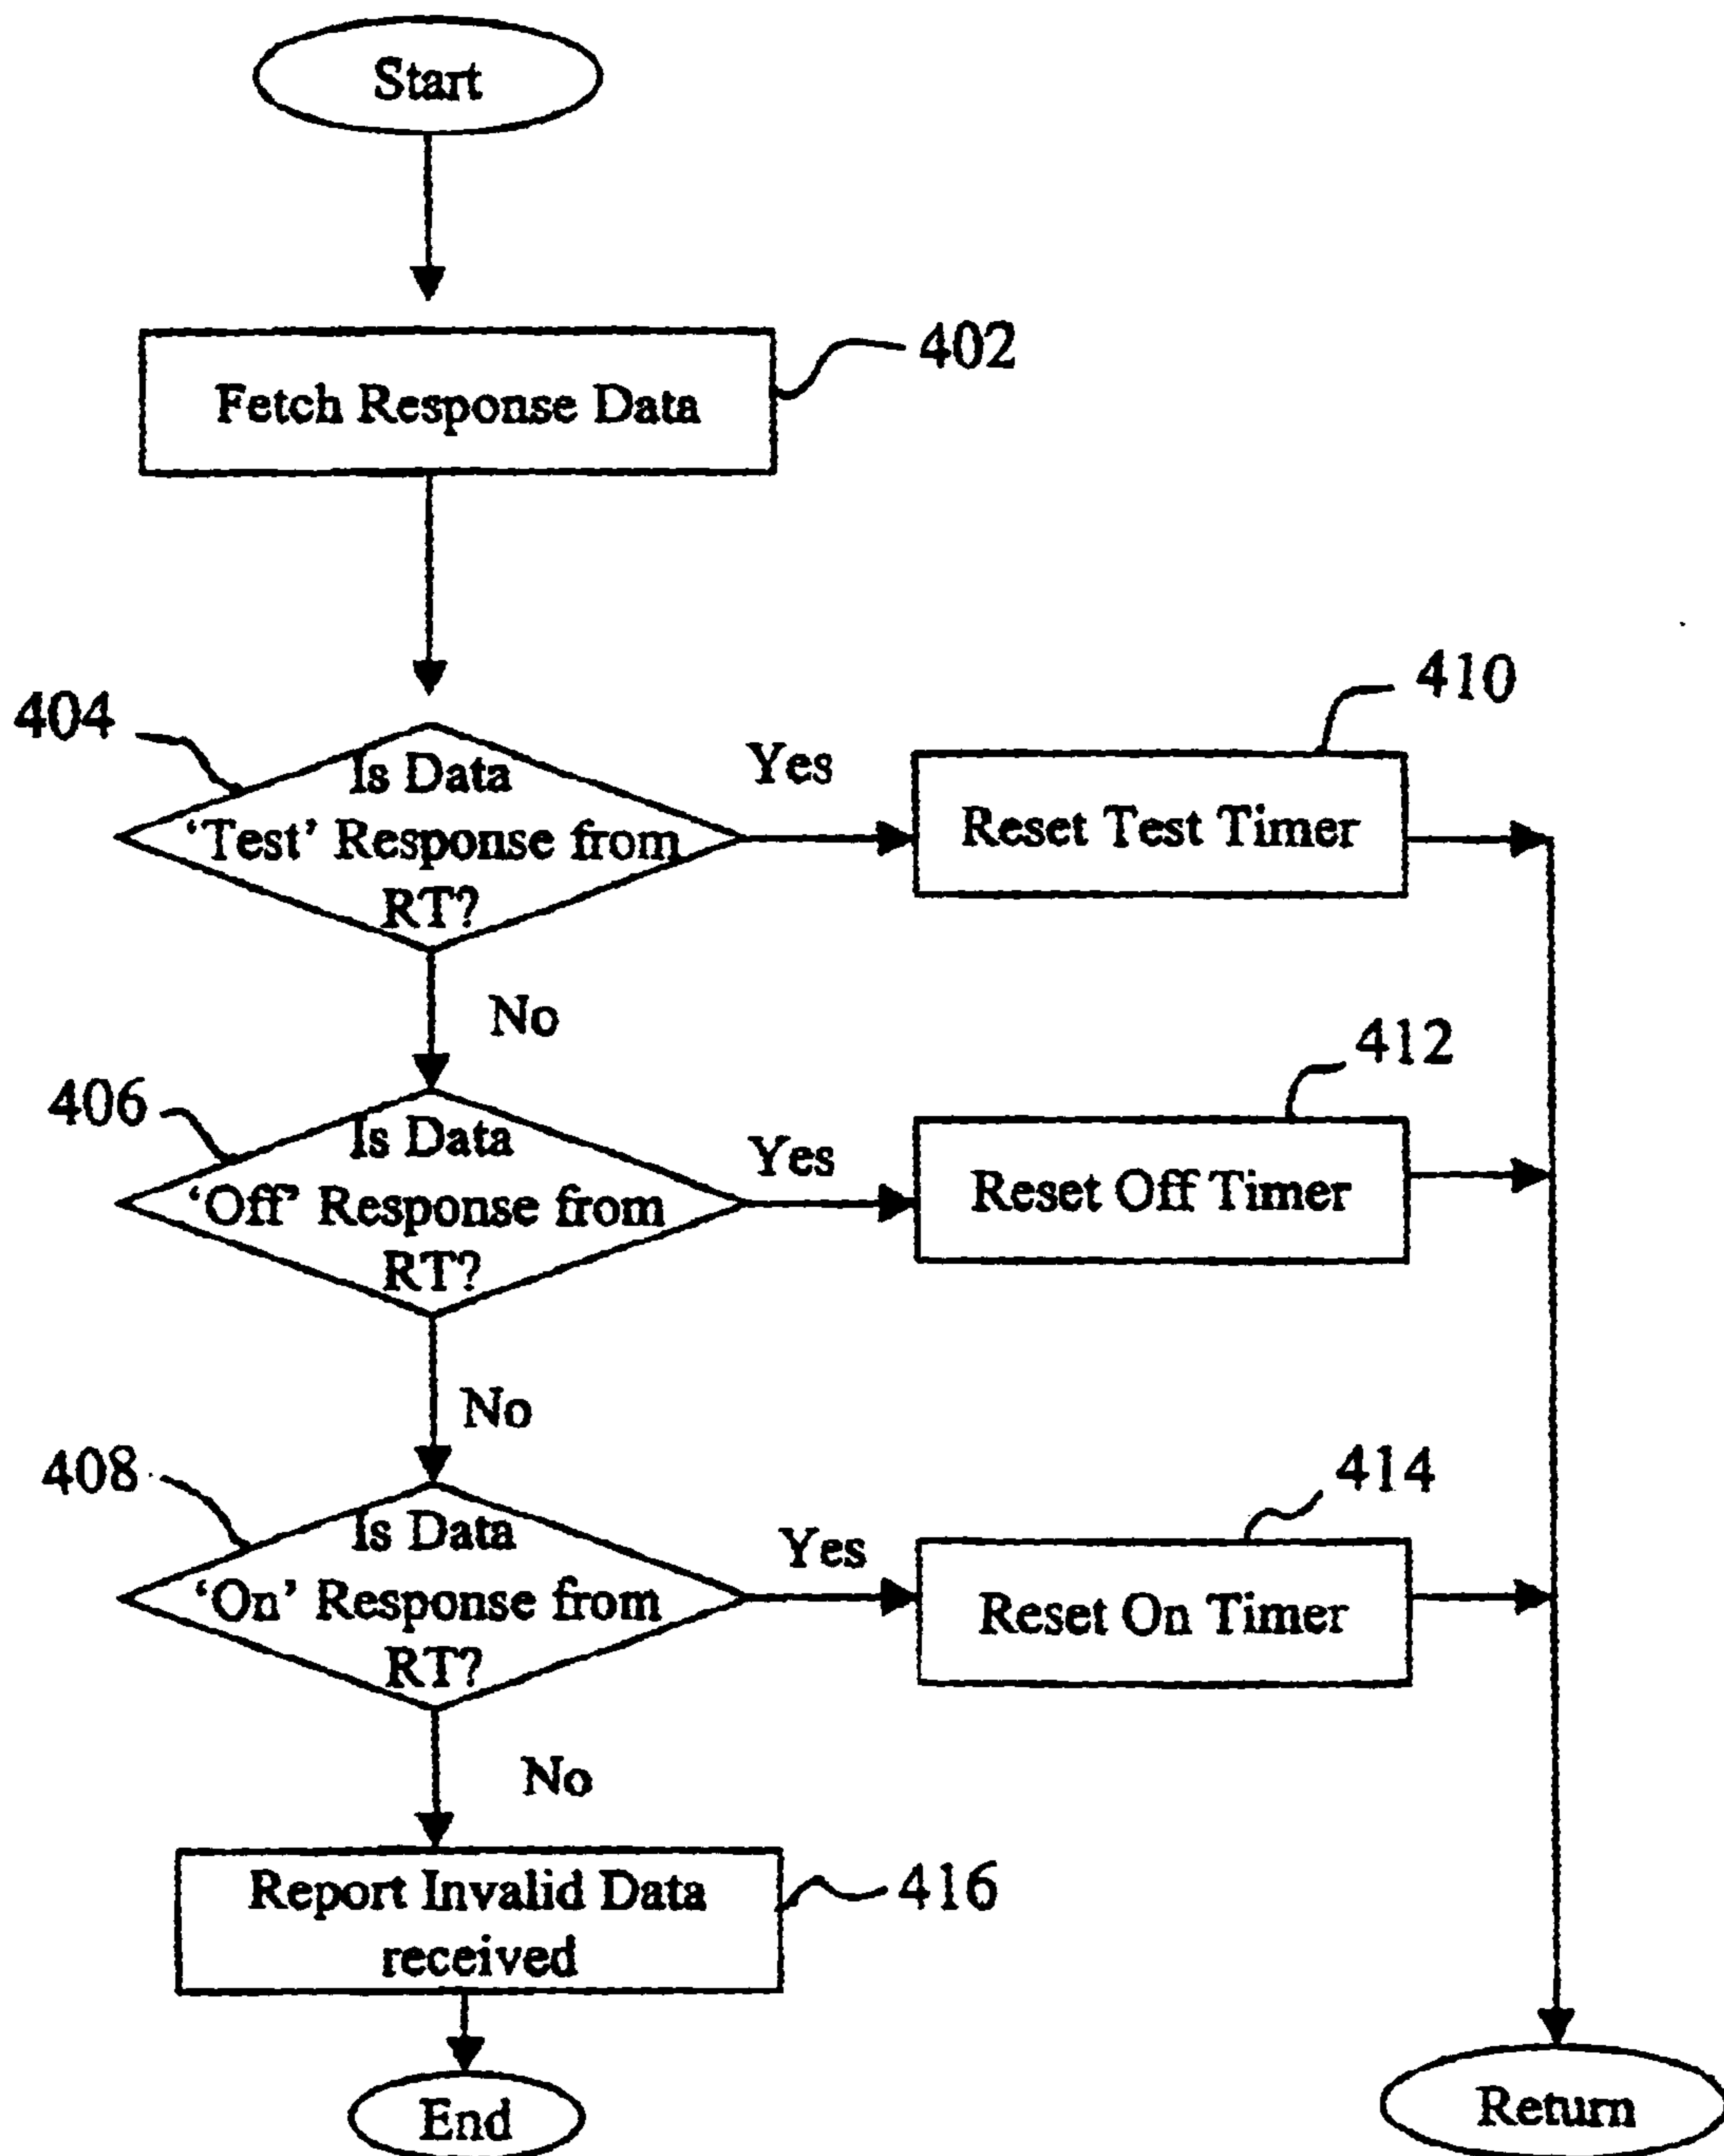 Start
402
Fetch Response Data
404
Is Data
‘Test’ Response from
RT?
Yes
410
Reset Test Timer
No
406
Is Data
‘Off’ Response from
RT?
Yes
412
Reset Off Timer
No
408
Is Data
‘On’ Response from
RT?
Yes
414
Reset On Timer
No
Report Invalid Data
received
416
End
Return